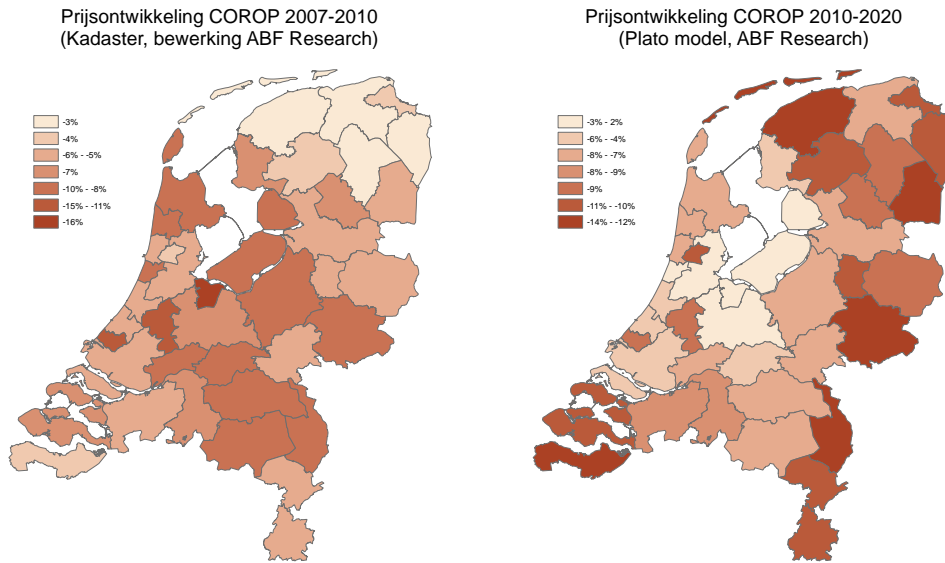 Prijsontwikkeling COROP 2007-2010
(Kadaster, bewerking ABF Research)
-3%
-4%
-6% - -5%
-7%
-10% - -8%
-15% - -11%
-16%
Prijsontwikkeling COROP 2010-2020
(Plato model, ABF Research)
-3% - 2%
-6% - -4%
-8% - -7%
-8% - -9%
-9%
-11% - -10%
-14% - -12%